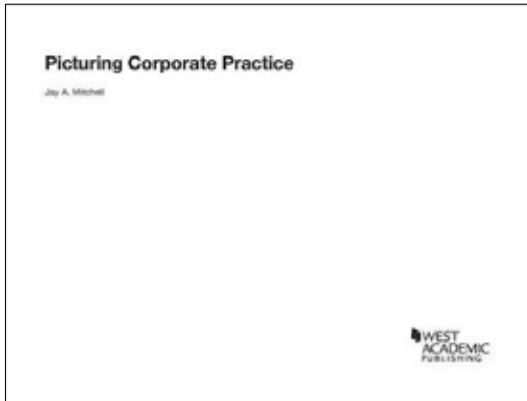 Picturing Corporate Practice
Jay A. Mitchell
WEST
ACADEMIC
PUBLISHING